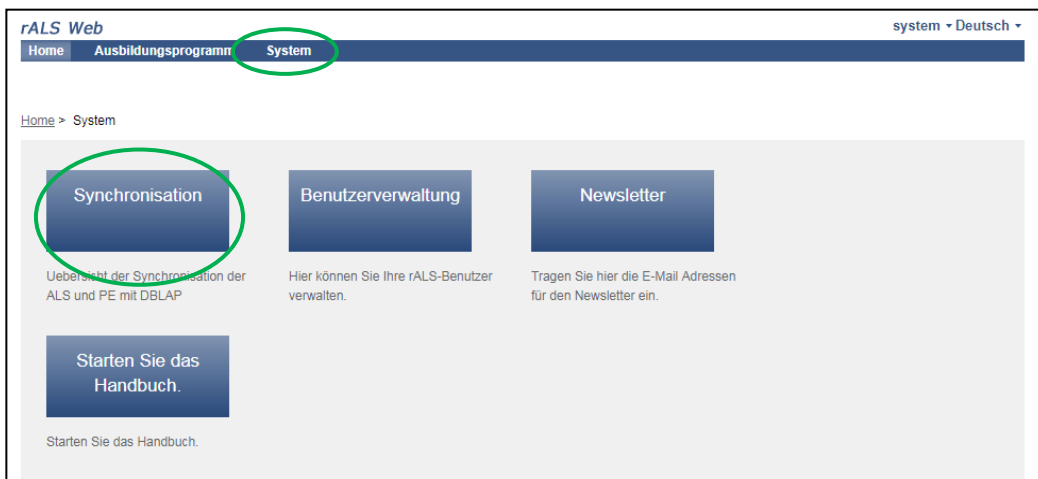 rALS Web
system ▾ Deutsch ▾
Home Ausbildungsprogramm System
Home > System
Synchronisation
Benutzerverwaltung
Newsletter
Uebersicht der Synchronisation der
ALS und PE mit DBLAP
Hier können Sie Ihre rALS-Benutzer
verwalten.
Tragen Sie hier die E-Mail Adressen
für den Newsletter ein.
Starten Sie das
Handbuch.
Starten Sie das Handbuch.